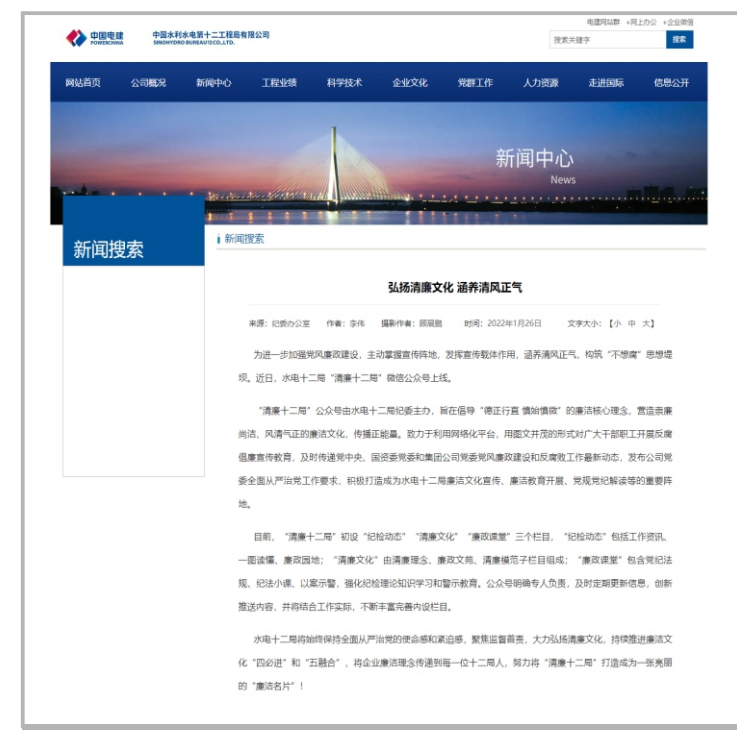 电建网站群 +网上办公 +企业微信
中国电建
POWERCHINA
中国水利水电第十二工程局有限公司
SINOHYDRO BUREAU12CO.,LTD.
搜索关键字
搜索
网站首页 公司概况 新闻中心 工程业绩 科学技术 企业文化 党群工作 人力资源 走进国际 信息公开
新闻中心
News
新闻搜索
新闻搜索
弘扬清廉文化 涵养清风正气
来源：纪委办公室 作者：李伟 摄影作者：顾展鹏 时间：2022年1月26日 文字大小：【小 中 大】
为进一步加强党风廉政建设，主动掌握宣传阵地、发挥宣传载体作用，涵养清风正气、构筑“不想腐”思想堤
坝。近日，水电十二局“清廉十二局”微信公众号上线。
“清廉十二局”公众号由水电十二局纪委主办，旨在倡导“德正行直 慎始慎微”的廉洁核心理念，营造崇廉
尚洁、风清气正的廉洁文化，传播正能量。致力于利用网络化平台，用图文并茂的形式对广大干部职工开展反腐
倡廉宣传教育，及时传递党中央、国资委党委和集团公司党委党风廉政建设和反腐败工作最新动态，发布公司党
委全面从严治党工作要求，积极打造成为水电十二局廉洁文化宣传、廉洁教育开展、党规党纪解读等的重要阵
地。
目前，“清廉十二局”初设“纪检动态”“清廉文化”“廉政课堂”三个栏目，“纪检动态”包括工作资讯、
一图读懂、廉政园地；“清廉文化”由清廉理念、廉政文苑、清廉模范子栏目组成；“廉政课堂”包含党纪法
规、纪法小课、以案示警，强化纪检理论知识学习和警示教育。公众号明确专人负责，及时定期更新信息，创新
推送内容，并将结合工作实际，不断丰富完善内设栏目。
水电十二局将始终保持全面从严治党的使命感和紧迫感，聚焦监督首责，大力弘扬清廉文化，持续推进廉洁文
化“四必进”和“五融合”，将企业廉洁理念传递到每一位十二局人，努力将“清廉十二局”打造成为一张亮丽
的“廉洁名片”！